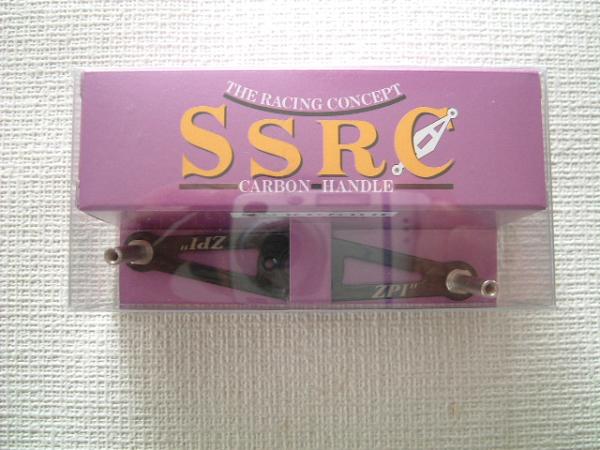 THE RACING CONCEPT
SSRC
CARBON HANDLE
ZPI"
ZPI"